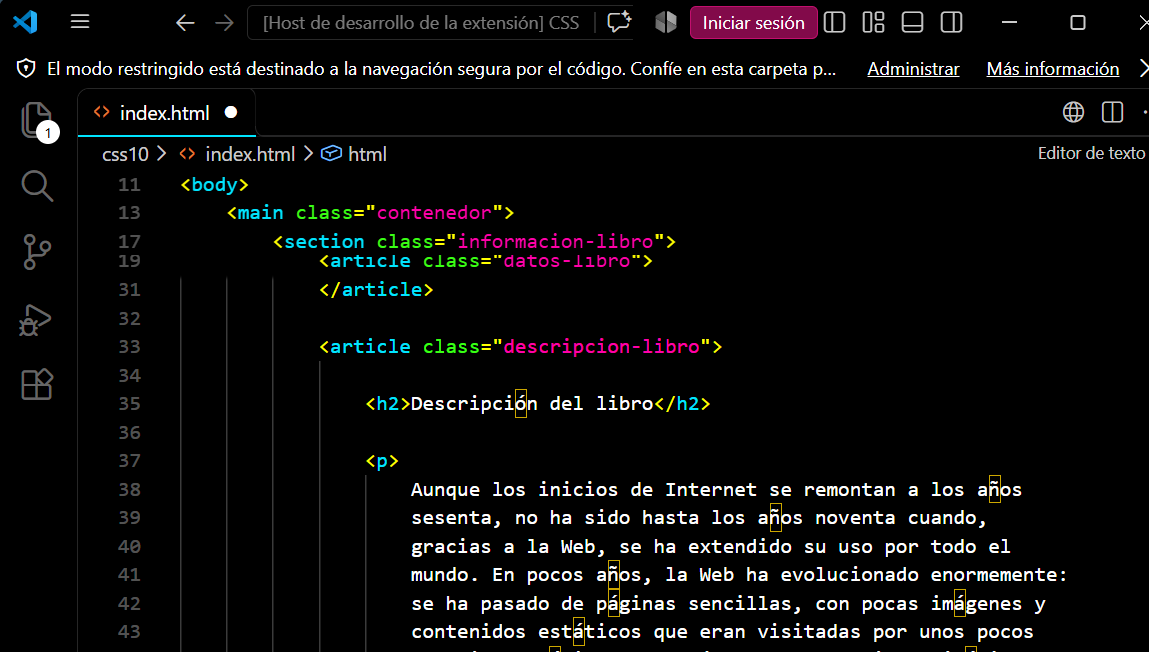 [Host de desarrollo de la extensión] CSS
Iniciar sesión
El modo restringido está destinado a la navegación segura por el código. Confíe en esta carpeta p...
Administrar
Más información
1
index.html
css10 > index.html > html
Editor de texto
11 <body>
13 <main class="contenedor">
17 <section class="informacion-libro">
19 <article class="datos-libro">
31 </article>
32
33 <article class="descripcion-libro">
34
35 <h2>Descripción del libro</h2>
36
37 <p>
38 Aunque los inicios de Internet se remontan a los años
39 sesenta, no ha sido hasta los años noventa cuando,
40 gracias a la Web, se ha extendido su uso por todo el
41 mundo. En pocos años, la Web ha evolucionado enormemente:
42 se ha pasado de páginas sencillas, con pocas imágenes y
43 contenidos estáticos que eran visitadas por unos pocos